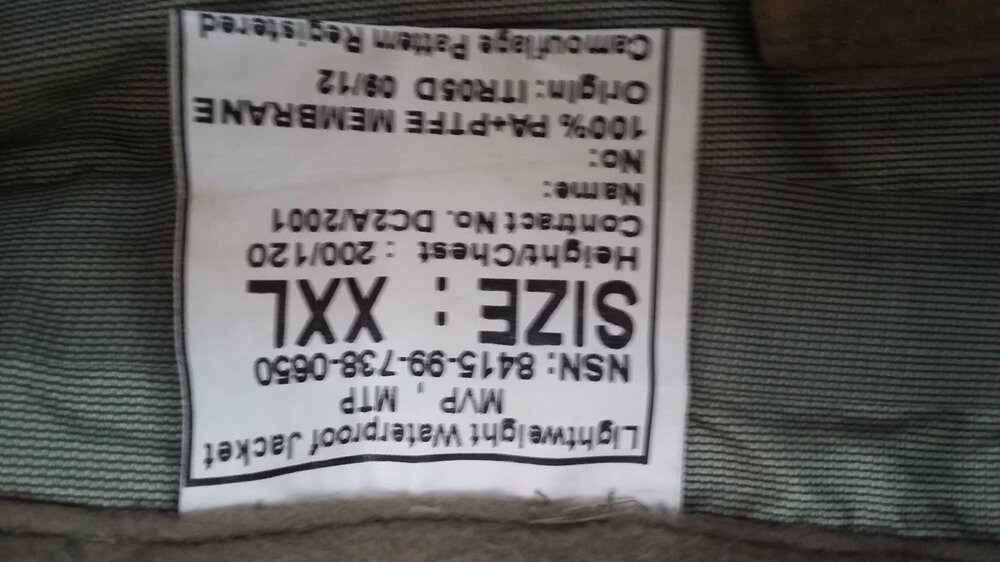 Lightweight Waterproof Jacket
MVP , MTP
NSN: 8415-99-738-0650
SIZE : XXL
Height/Chest : 200/120
Contract No. DC2A/2001
Name:
No:
100% PA+PTFE MEMBRANE
Origin: ITR05D 09/12
Camouflage Pattern Registered